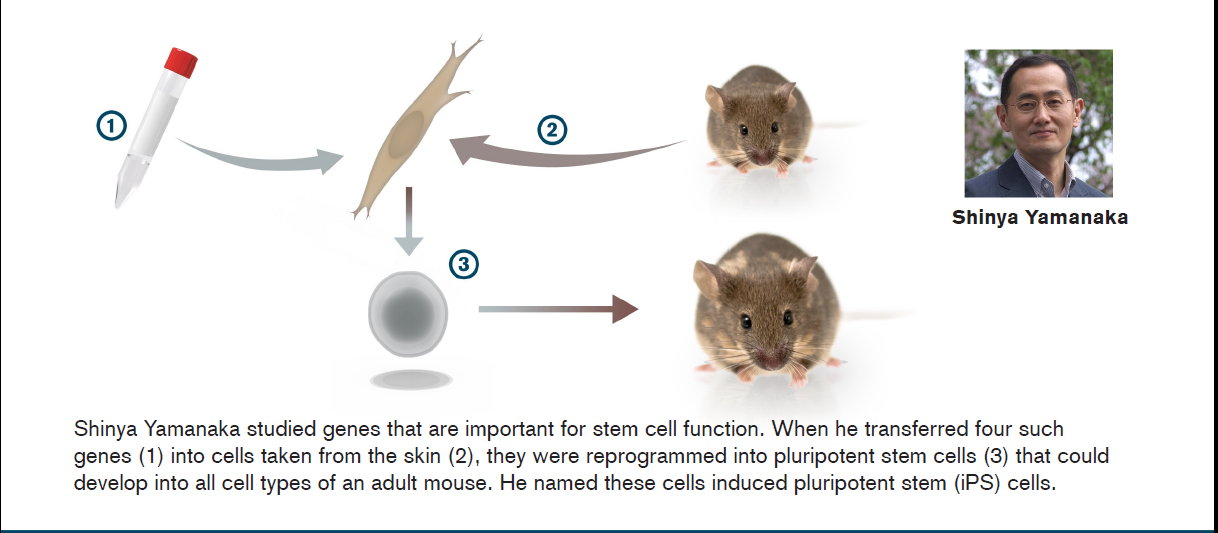 1
2
Shinya Yamanaka
3
Shinya Yamanaka studied genes that are important for stem cell function. When he transferred four such
genes (1) into cells taken from the skin (2), they were reprogrammed into pluripotent stem cells (3) that could
develop into all cell types of an adult mouse. He named these cells induced pluripotent stem (iPS) cells.